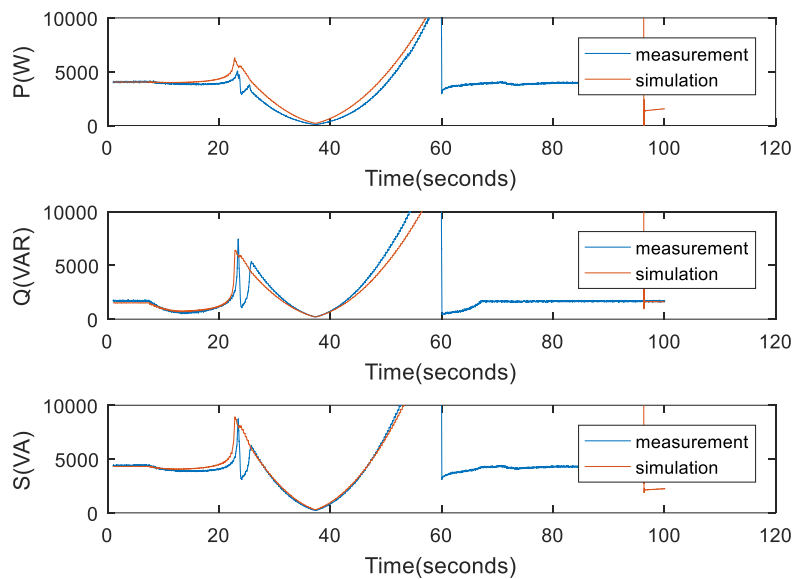 10000
5000
0
P(W)
measurement
simulation
0 20 40 60 80 100 120
Time(seconds)
10000
5000
0
Q(VAR)
measurement
simulation
0 20 40 60 80 100 120
Time(seconds)
10000
5000
0
S(VA)
measurement
simulation
0 20 40 60 80 100 120
Time(seconds)